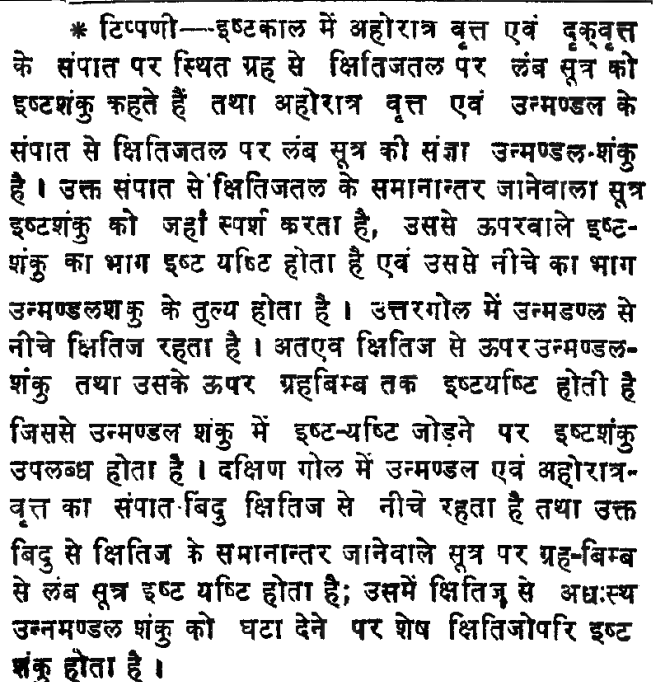 * टिप्पणी—इष्टकाल में अहोरात्र वृत्त एवं दृक्वृत्त
के संपात पर स्थित ग्रह से क्षितिजतल पर लंब सूत्र को
इष्टशंकु कहते हैं तथा अहोरात्र वृत्त एवं उन्मण्डल के
संपात से क्षितिजतल पर लंब सूत्र की संज्ञा उन्मण्डल-शंकु
है । उक्त संपात से क्षितिजतल के समानान्तर जानेवाला सूत्र
इष्टशंकु को जहाँ स्पर्श करता है, उससे ऊपरवाले इष्ट-
शंकु का भाग इष्ट यष्टि होता है एवं उससे नीचे का भाग
उन्मण्डलशकु के तुल्य होता है । उत्तरगोल में उन्मडण्ल से
नीचे क्षितिज रहता है । अतएव क्षितिज से ऊपर उन्मण्डल-
शंकु तथा उसके ऊपर ग्रहबिम्ब तक इष्टयष्टि होती है
जिससे उन्मण्डल शंकु में इष्ट-यष्टि जोड़ने पर इष्टशंकु
उपलब्ध होता है । दक्षिण गोल में उन्मण्डल एवं अहोरात्र-
वृत्त का संपात-बिंदु क्षितिज से नीचे रहता है तथा उक्त
बिदु से क्षितिज के समानान्तर जानेवाले सूत्र पर ग्रह-बिम्ब
से लंब सूत्र इष्ट यष्टि होता है; उसमें क्षितिज से अधःस्थ
उन्नमण्डल शंकु को घटा देने पर शेष क्षितिजोपरि इष्ट
शंकु होता है ।